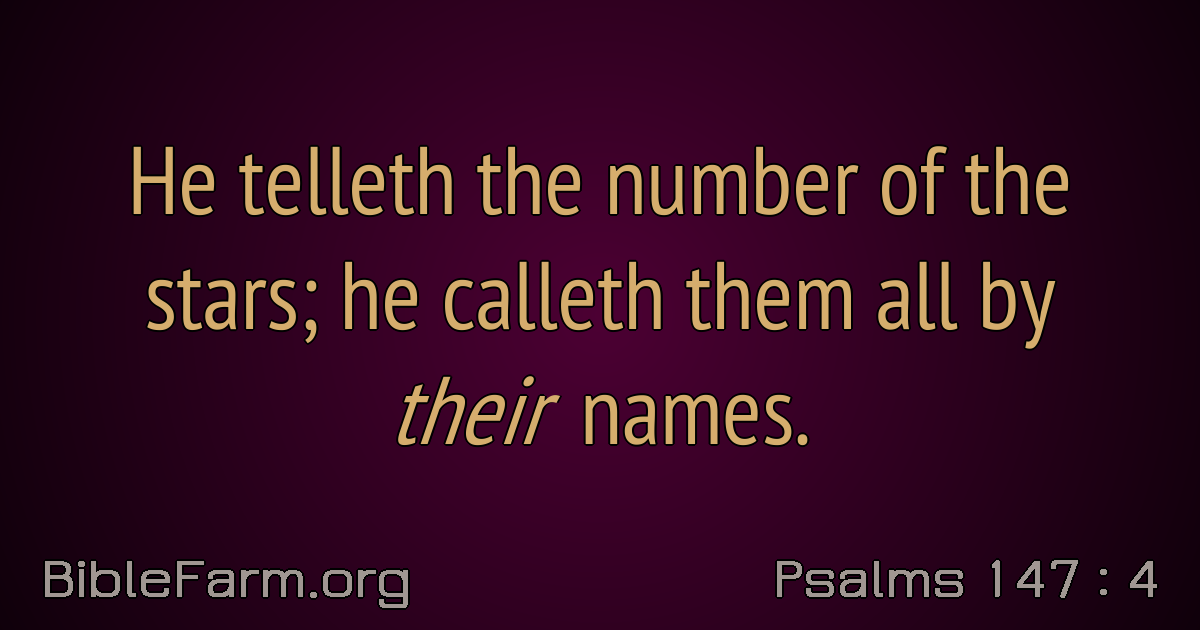 He telleth the number of the
stars; he calleth them all by
their names.
BibleFarm.org
Psalms 147 : 4